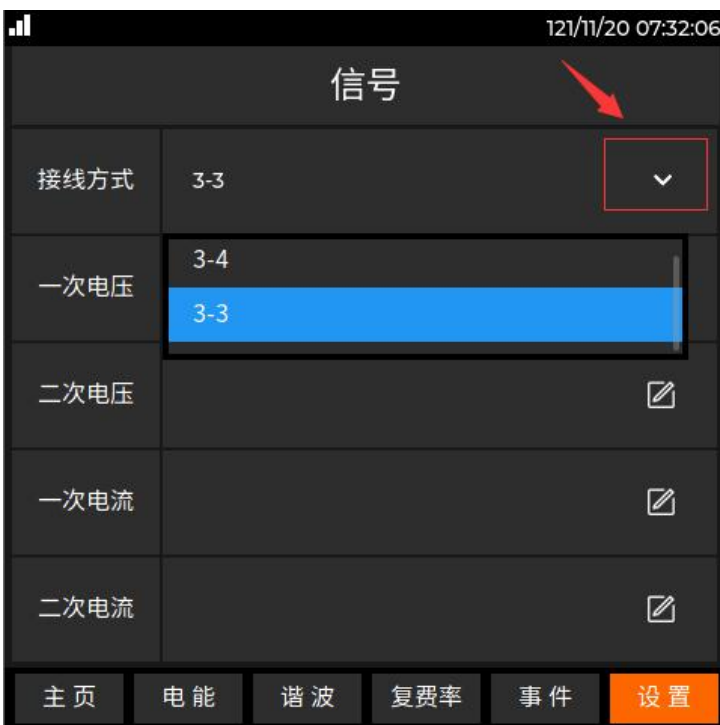 121/11/20 07:32:06
信号
接线方式 3-3
3-4
一次电压
3-3
二次电压
一次电流
二次电流
主页 电能 谐波 复费率 事件 设置